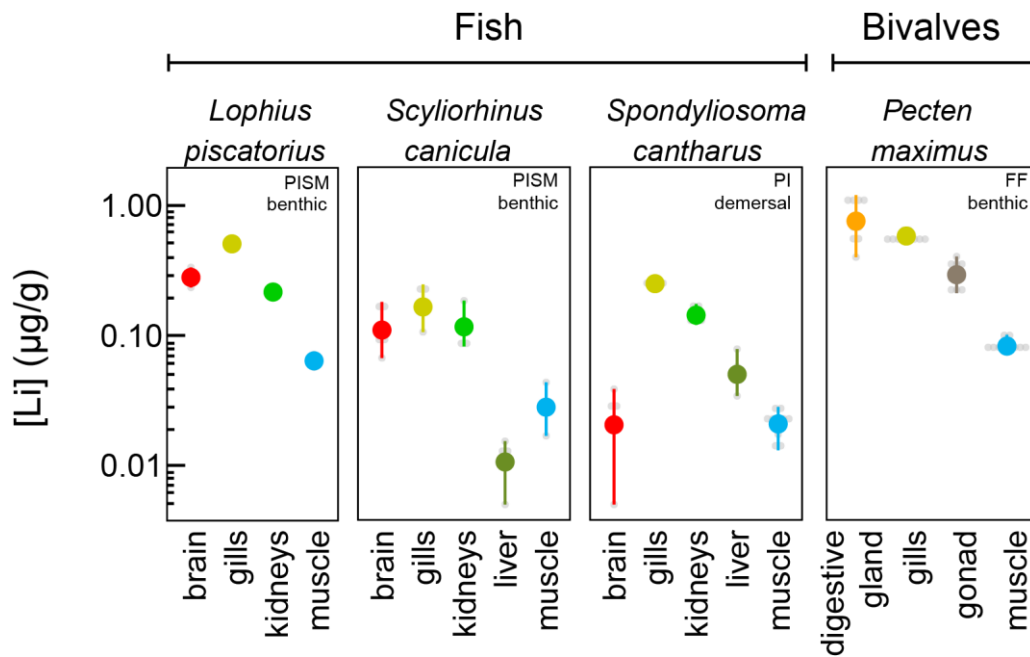 Fish
Bivalves
Lophius
piscatorius
Scyliorhinus
canicula
Spondyliosoma
cantharus
Pecten
maximus
PISM
benthic
PISM
benthic
PI
demersal
FF
benthic
[Li] (µg/g)
1.00
0.10
0.01
brain
gills
kidneys
muscle
brain
gills
kidneys
liver
muscle
brain
gills
kidneys
liver
muscle
digestive
gland
gills
gonad
muscle